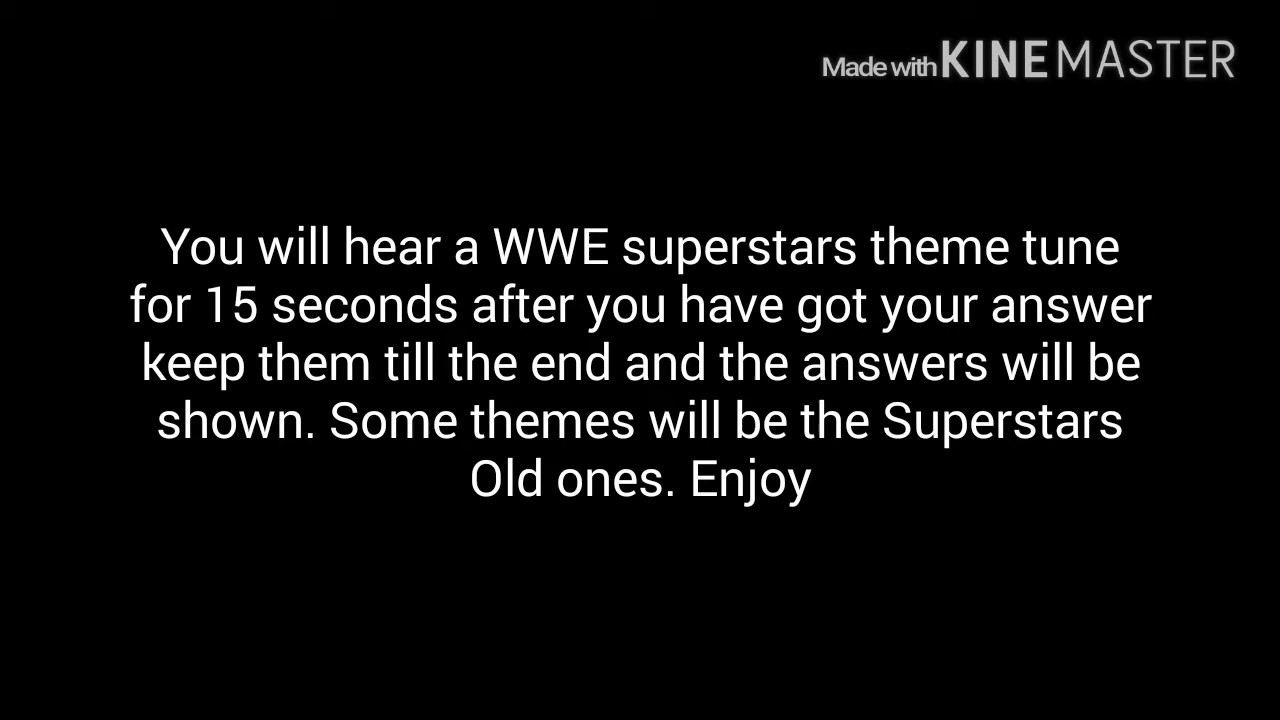 Made with KINEMASTER
You will hear a WWE superstars theme tune
for 15 seconds after you have got your answer
keep them till the end and the answers will be
shown. Some themes will be the Superstars
Old ones. Enjoy